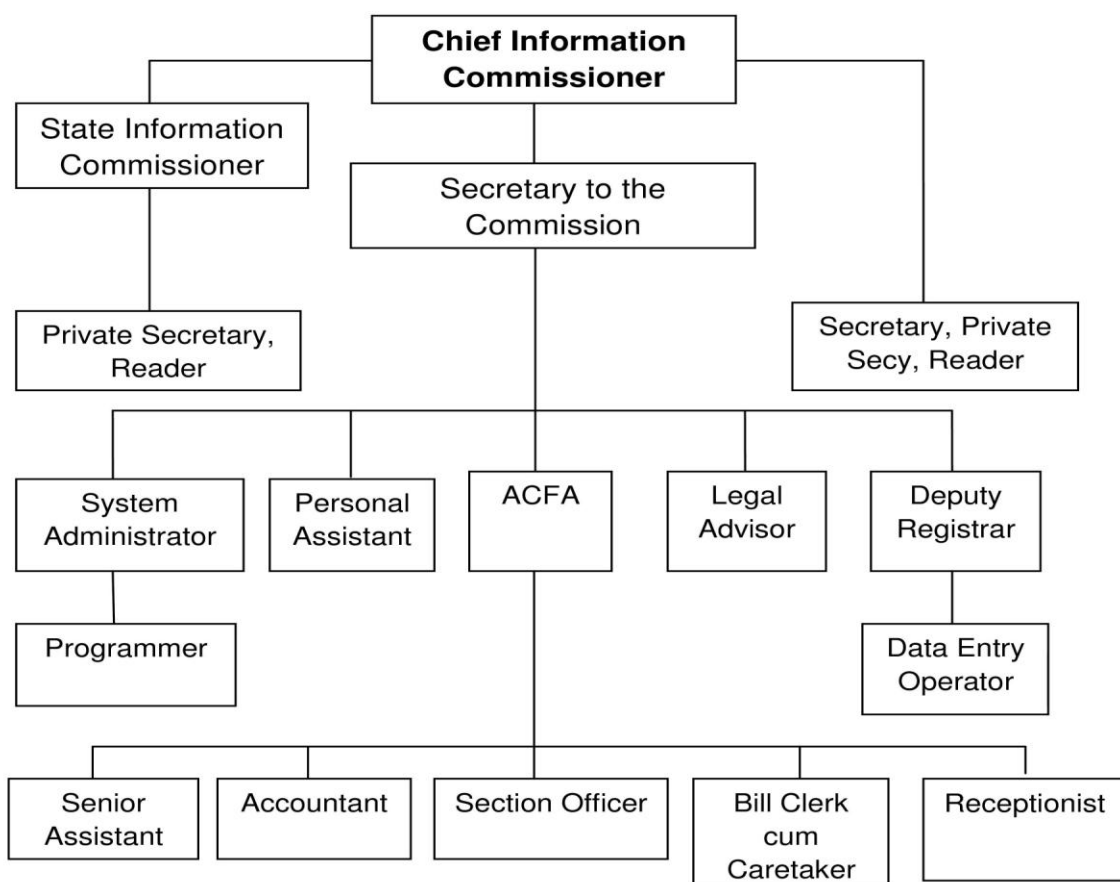 Chief Information
Commissioner
State Information
Commissioner
Secretary to the
Commission
Private Secretary,
Reader
Secretary, Private
Secy, Reader
System
Administrator
Personal
Assistant
ACFA
Legal
Advisor
Deputy
Registrar
Programmer
Data Entry
Operator
Senior
Assistant
Accountant
Section Officer
Bill Clerk
cum
Caretaker
Receptionist